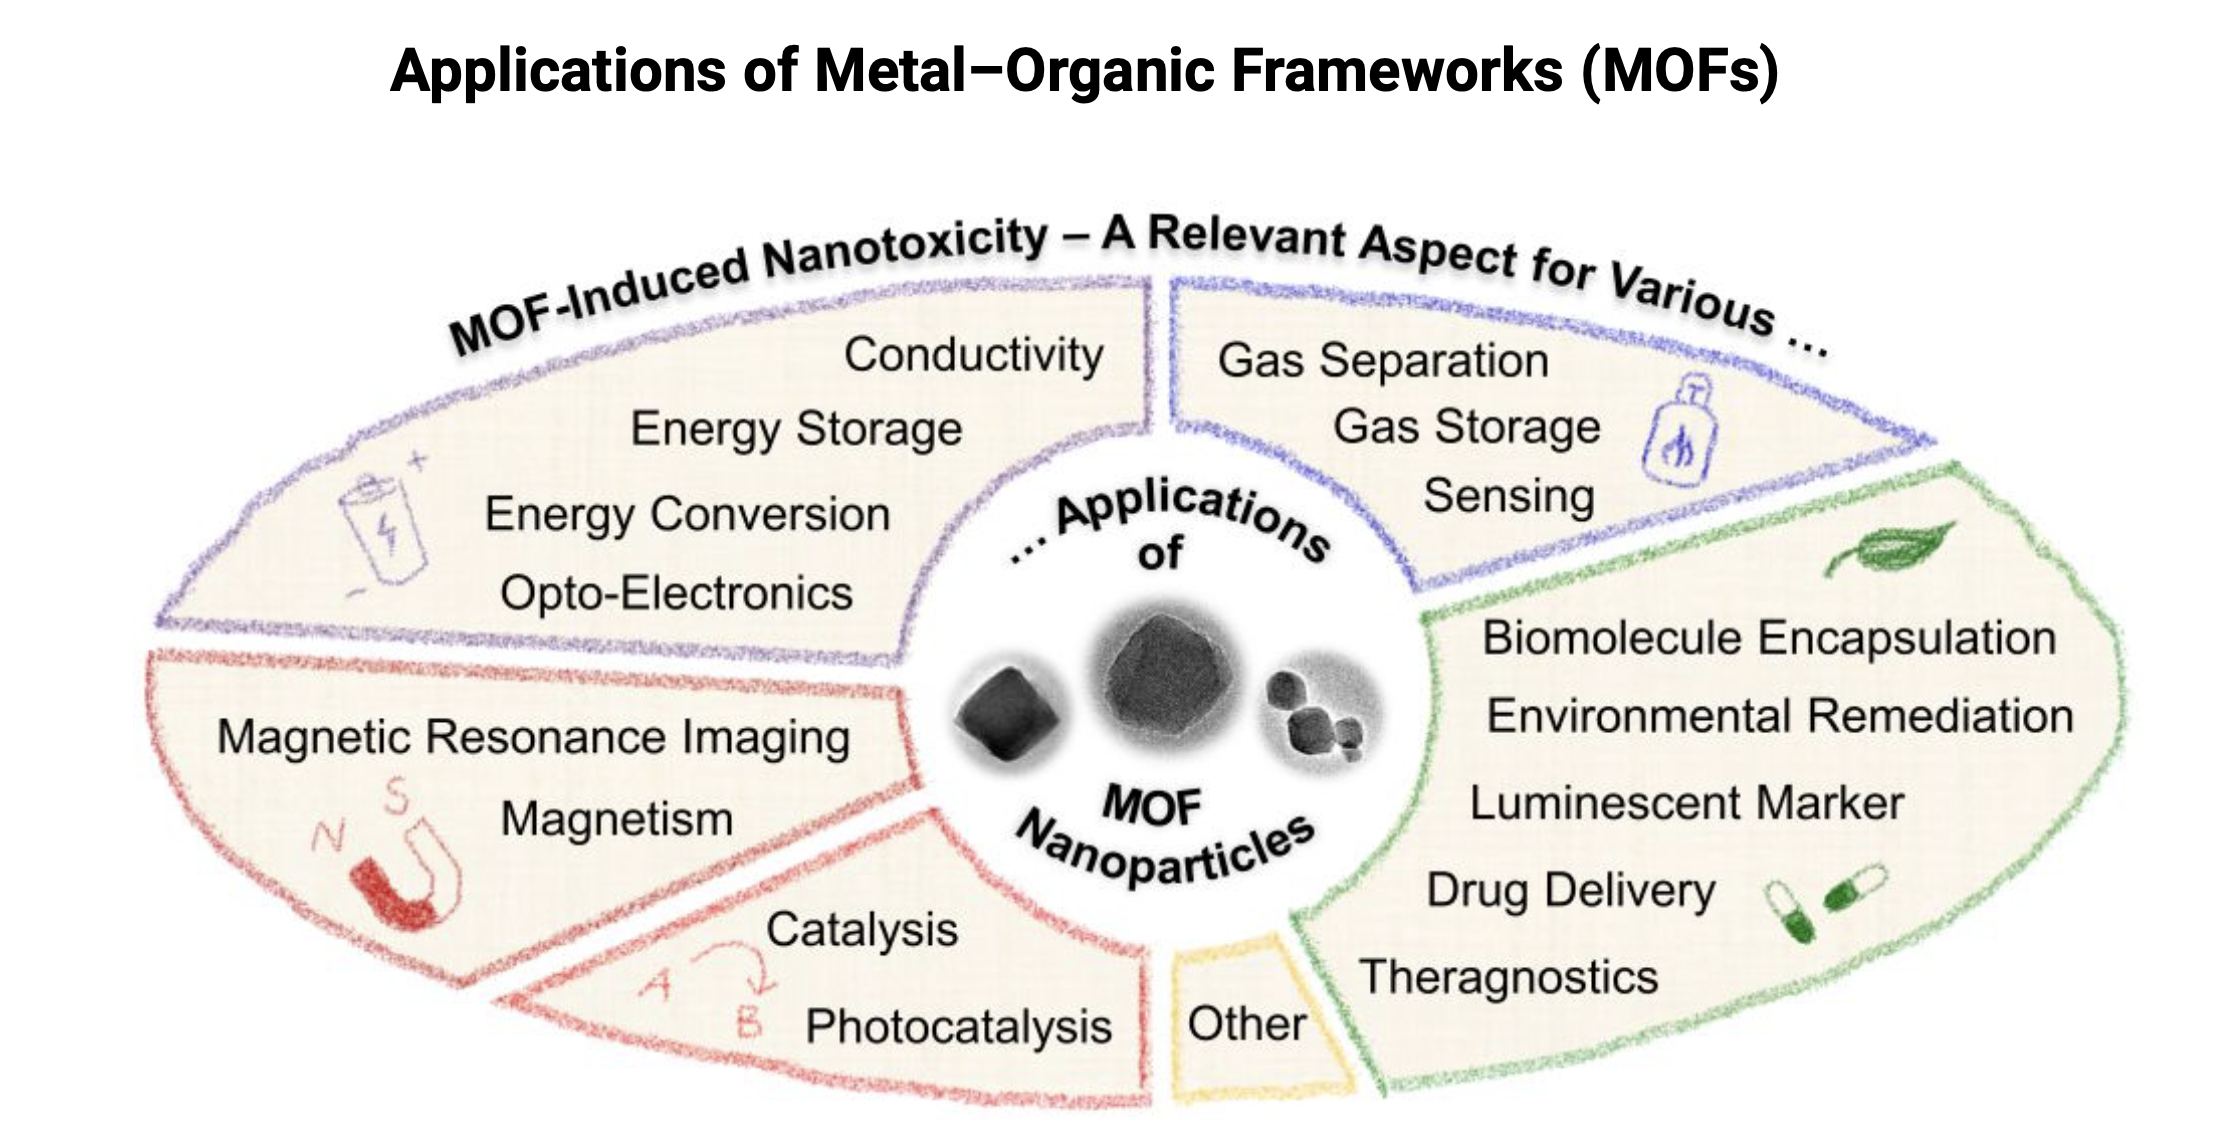 Applications of Metal–Organic Frameworks (MOFs)
MOF-Induced Nanotoxicity – A Relevant Aspect for Various ...
Conductivity
Energy Storage
Energy Conversion
Opto-Electronics
+
–
Gas Separation
Gas Storage
Sensing
T
... Applications
of
MOF
Nanoparticles
Biomolecule Encapsulation
Environmental Remediation
Luminescent Marker
Drug Delivery
Theragnostics
Magnetic Resonance Imaging
Magnetism
S
N
Catalysis
Photocatalysis
A
B
Other